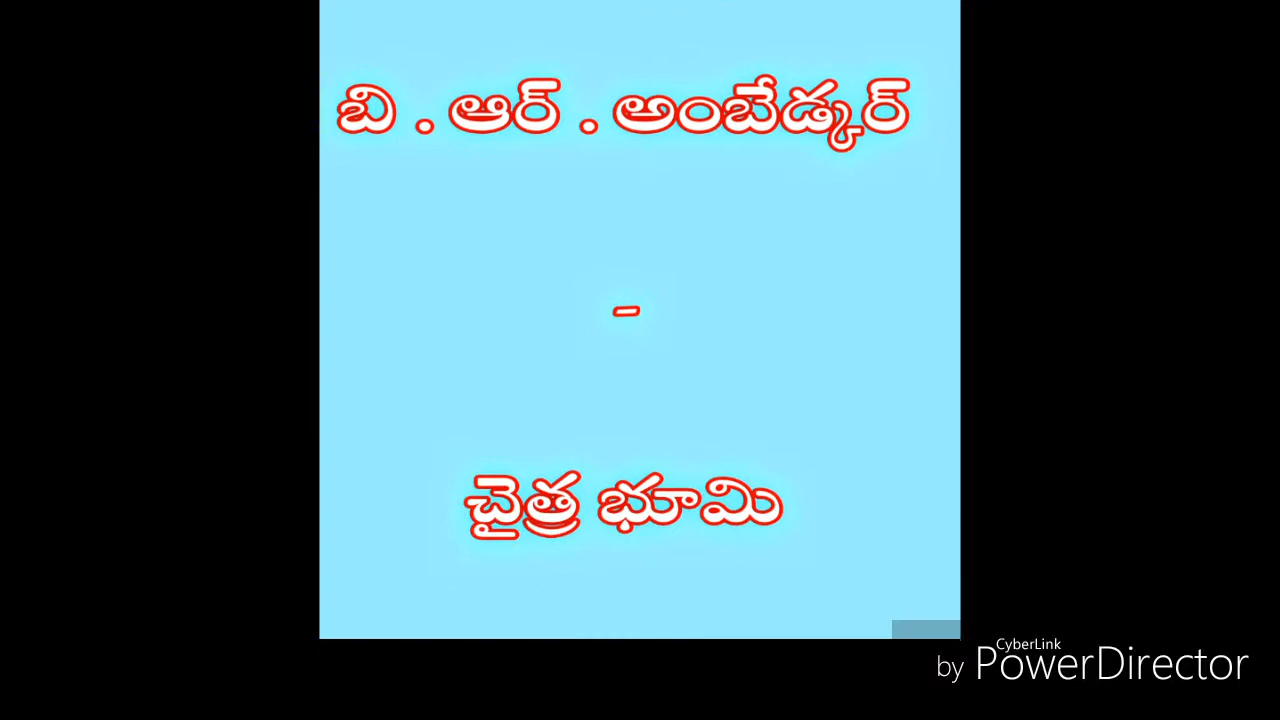 బి . ఆర్ . అంబేడ్కర్
-
చైత్ర భూమి
CyberLink
by PowerDirector